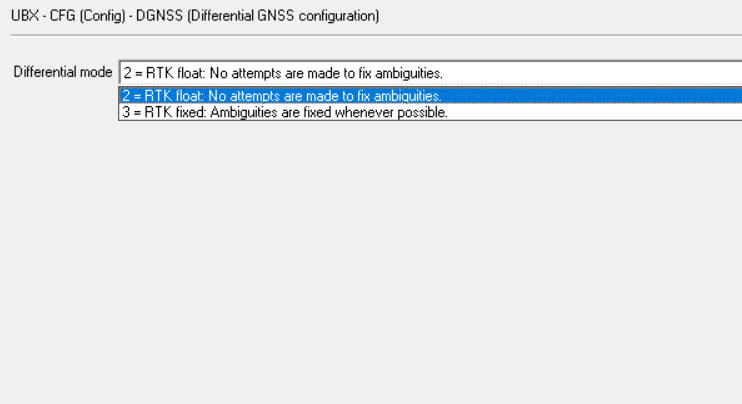 UBX - CFG (Config) - DGNSS (Differential GNSS configuration)
Differential mode 2 = RTK float: No attempts are made to fix ambiguities.
2 = RTK float: No attempts are made to fix ambiguities.
3 = RTK fixed: Ambiguities are fixed whenever possible.